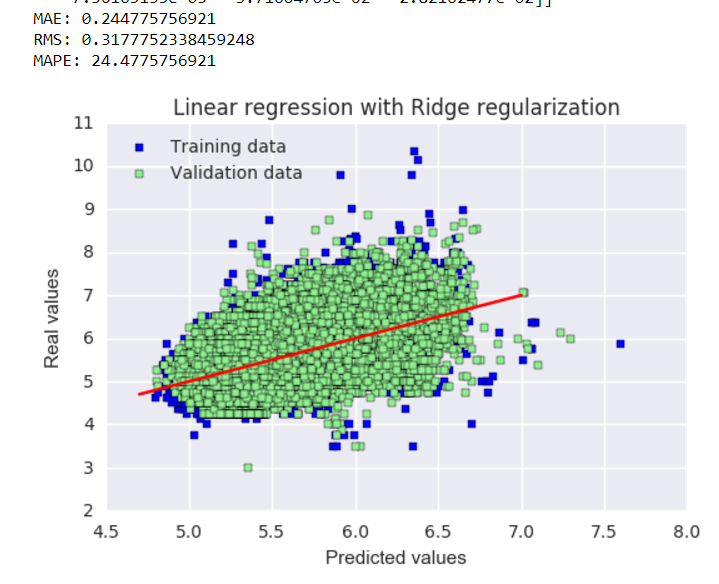 MAE: 0.244775756921
RMS: 0.3177752338459248
MAPE: 24.4775756921
Linear regression with Ridge regularization
11
Training data
10
Validation data
9
8
7
Real values
6
5
4
3
2
4.5 5.0 5.5 6.0 6.5 7.0 7.5 8.0
Predicted values